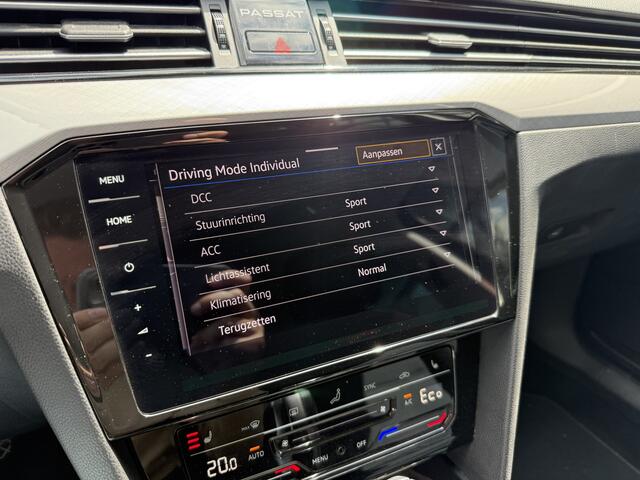 PASSAT
Driving Mode Individual
Aanpassen
MENU
DCC
HOME
Stuurinrichting Sport
ACC Sport
Lichtassistent Sport
Klimatisering Normal
Terugzetten
SYNC
MAX
A/C Eco
20.0 AUTO MENU OFF